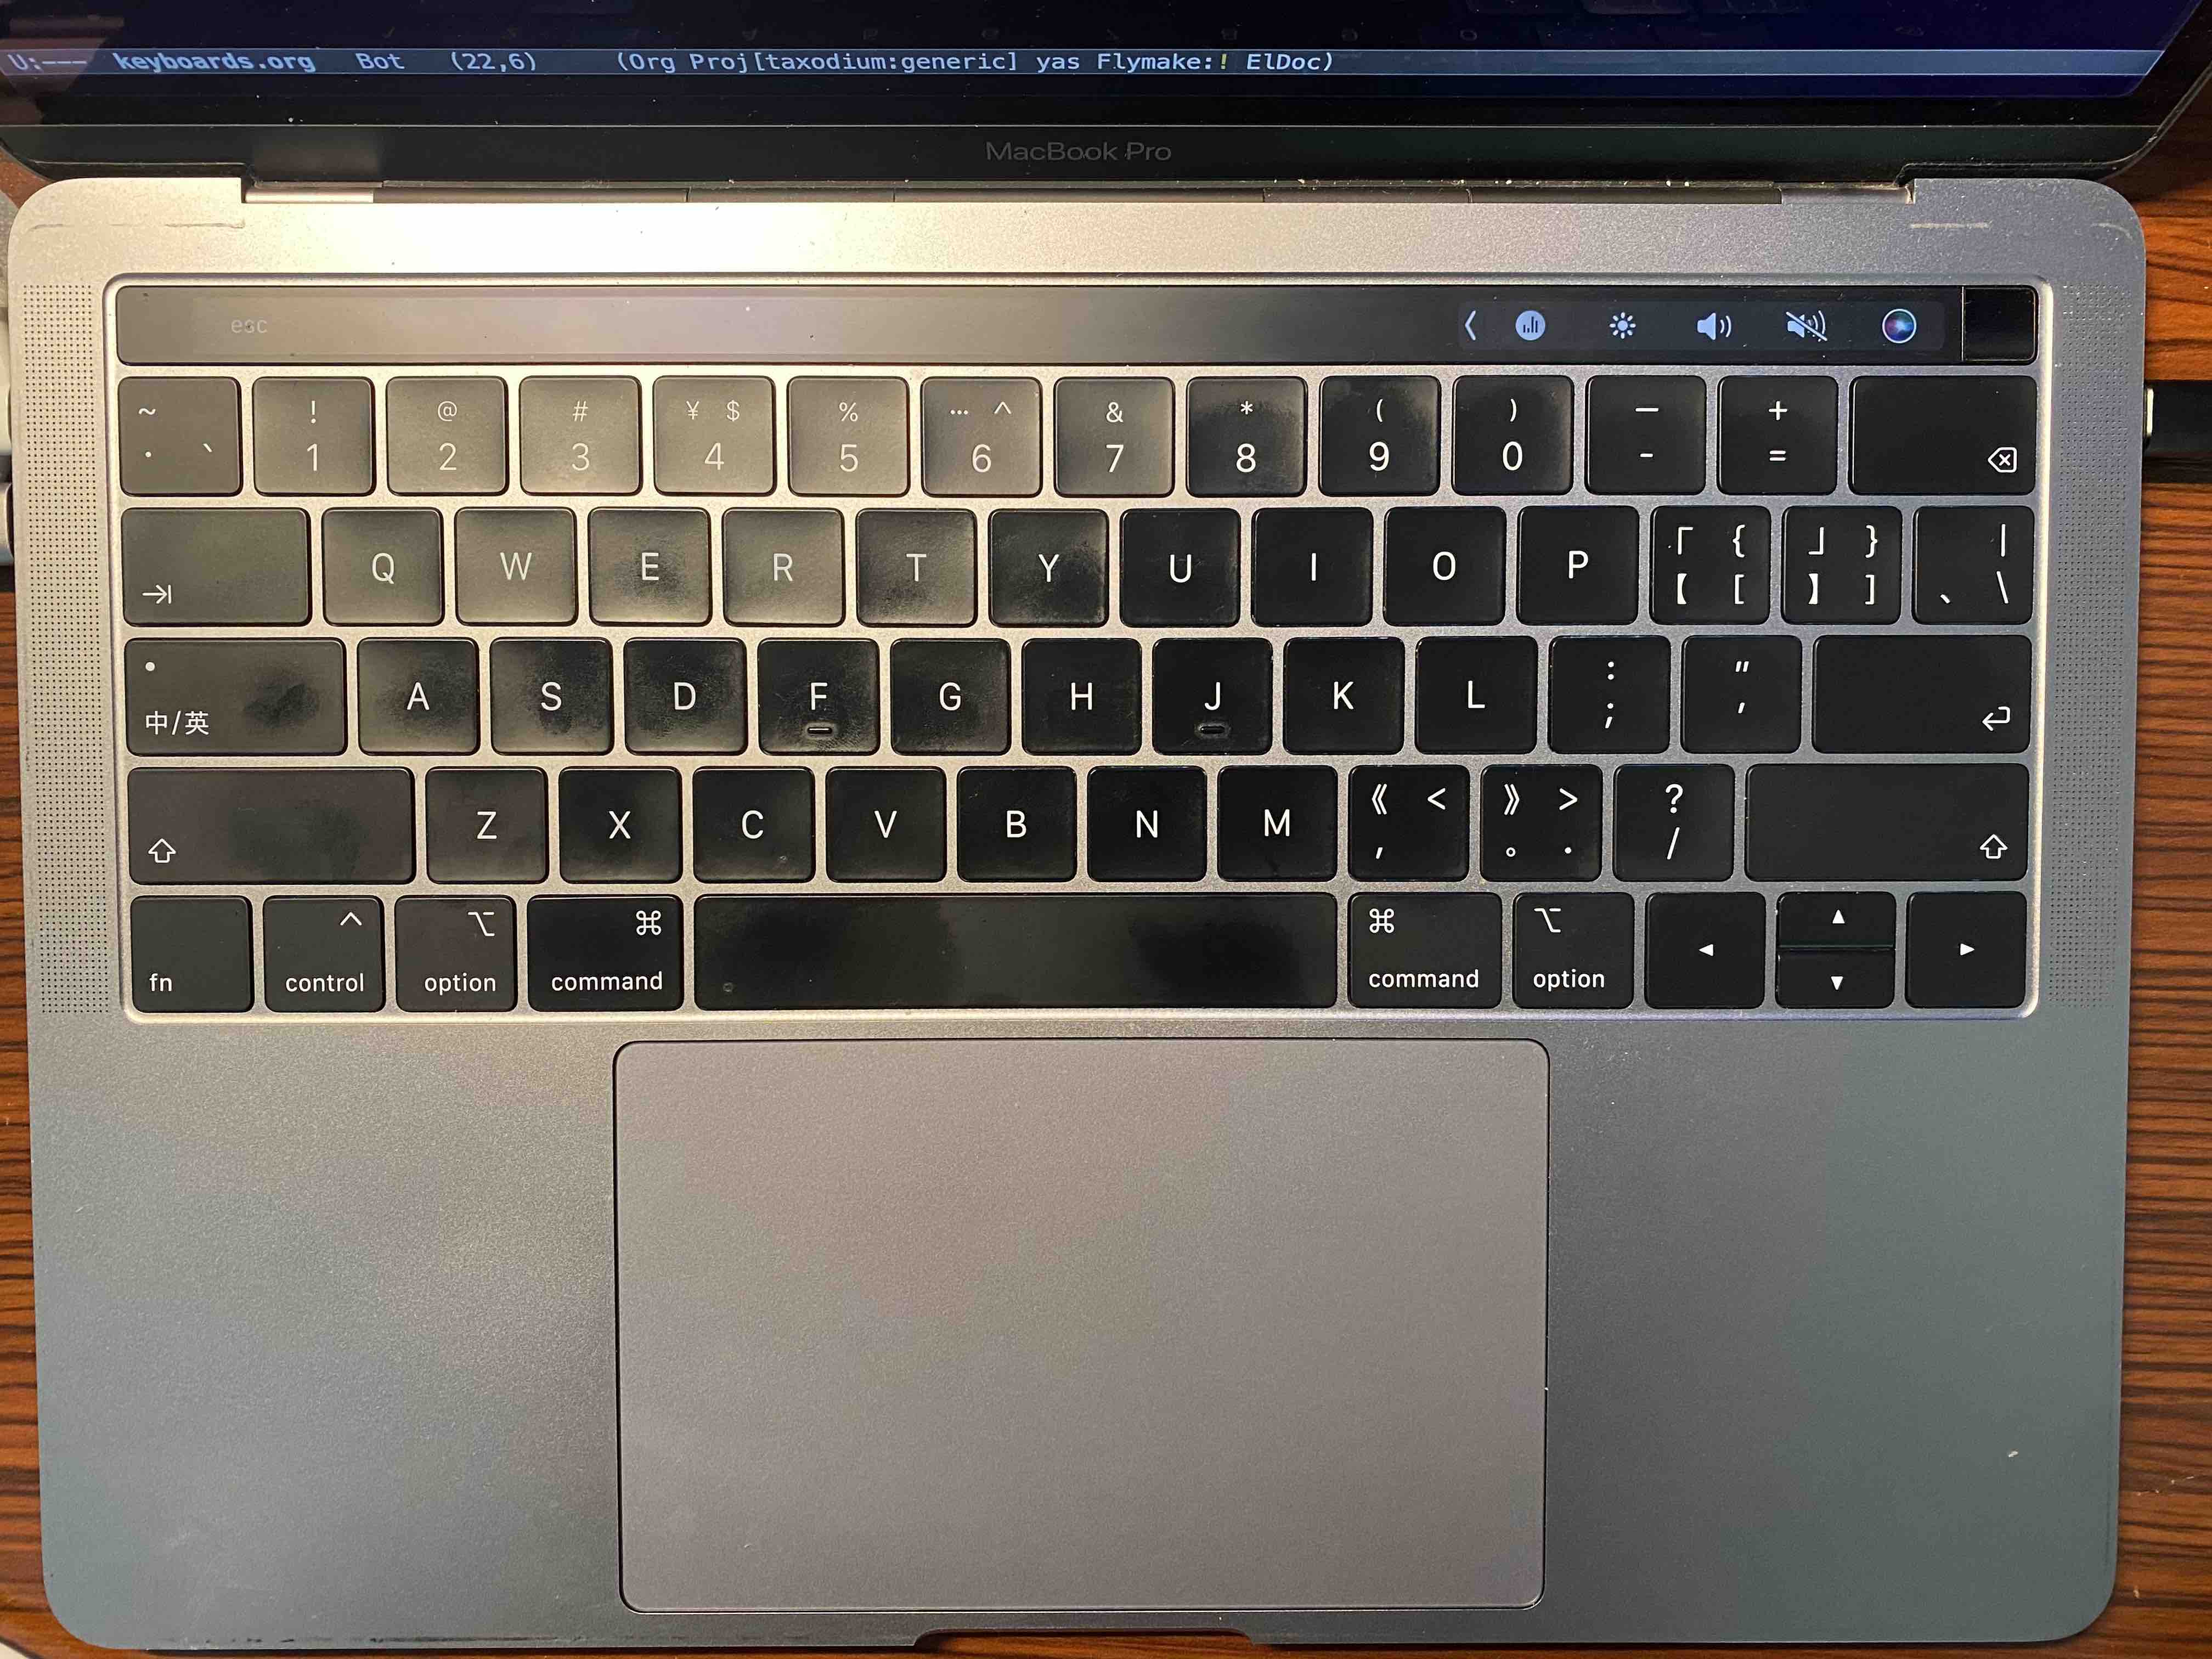 U:--- keyboards.org Bot (22,6) (Org Proj[taxodium:generic] yas Flymake:! ElDoc)
MacBook Pro
esc
~ ! @ # ¥ $ % … ^ & * ( ) — +
· ` 1 2 3 4 5 6 7 8 9 0 - =
「 { 」 } |
Q W E R T Y U I O P 【 [ 】 ] 、 \
: "
A S D F G H J K L ; '
中/英
《 < 》 > ?
Z X C V B N M , 。 . /
^ ⌥ ⌘ ⌘ ⌥
fn control option command command option